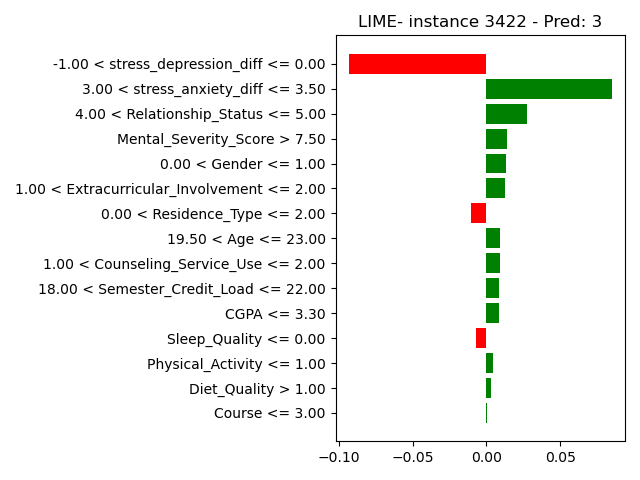 LIME- instance 3422 - Pred: 3
-1.00 < stress_depression_diff <= 0.00
3.00 < stress_anxiety_diff <= 3.50
4.00 < Relationship_Status <= 5.00
Mental_Severity_Score > 7.50
0.00 < Gender <= 1.00
1.00 < Extracurricular_Involvement <= 2.00
0.00 < Residence_Type <= 2.00
19.50 < Age <= 23.00
1.00 < Counseling_Service_Use <= 2.00
18.00 < Semester_Credit_Load <= 22.00
CGPA <= 3.30
Sleep_Quality <= 0.00
Physical_Activity <= 1.00
Diet_Quality > 1.00
Course <= 3.00
−0.10 −0.05 0.00 0.05